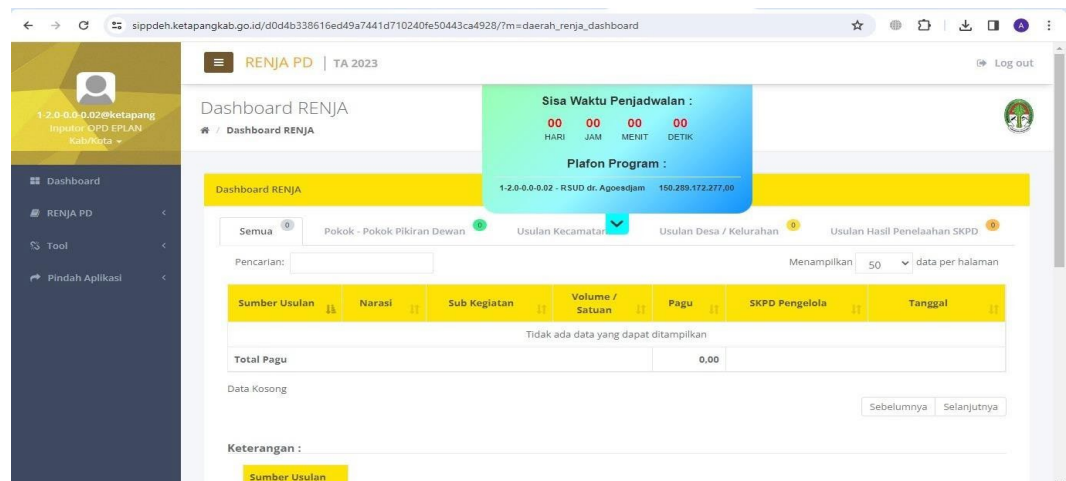 sippdeh.ketapangkab.go.id/d0d4b338616ed49a7441d710240fe50443ca4928/?m=daerah_renja_dashboard
A
RENJA PD | TA 2023
Log out
1-2.0-0.0-0.02@ketapang
Inputor OPD EPLAN
Kab/Kota
Dashboard
RENJA PD
Tool
Pindah Aplikasi
Dashboard RENJA
/ Dashboard RENJA
Sisa Waktu Penjadwalan :
00 00 00 00
HARI JAM MENIT DETIK
Plafon Program :
1-2.0-0.0-0.02 - RSUD dr. Agoesdjam 150.289.172.277,00
Dashboard RENJA
Semua 0 Pokok - Pokok Pikiran Dewan 0 Usulan Kecamatan Usulan Desa / Kelurahan 0 Usulan Hasil Penelaahan SKPD 0
Pencarian: Menampilkan 50 data per halaman
Sumber Usulan Narasi Sub Kegiatan Volume / Satuan Pagu SKPD Pengelola Tanggal
Tidak ada data yang dapat ditampilkan
Total Pagu 0,00
Data Kosong
Sebelumnya Selanjutnya
Keterangan :
Sumber Usulan